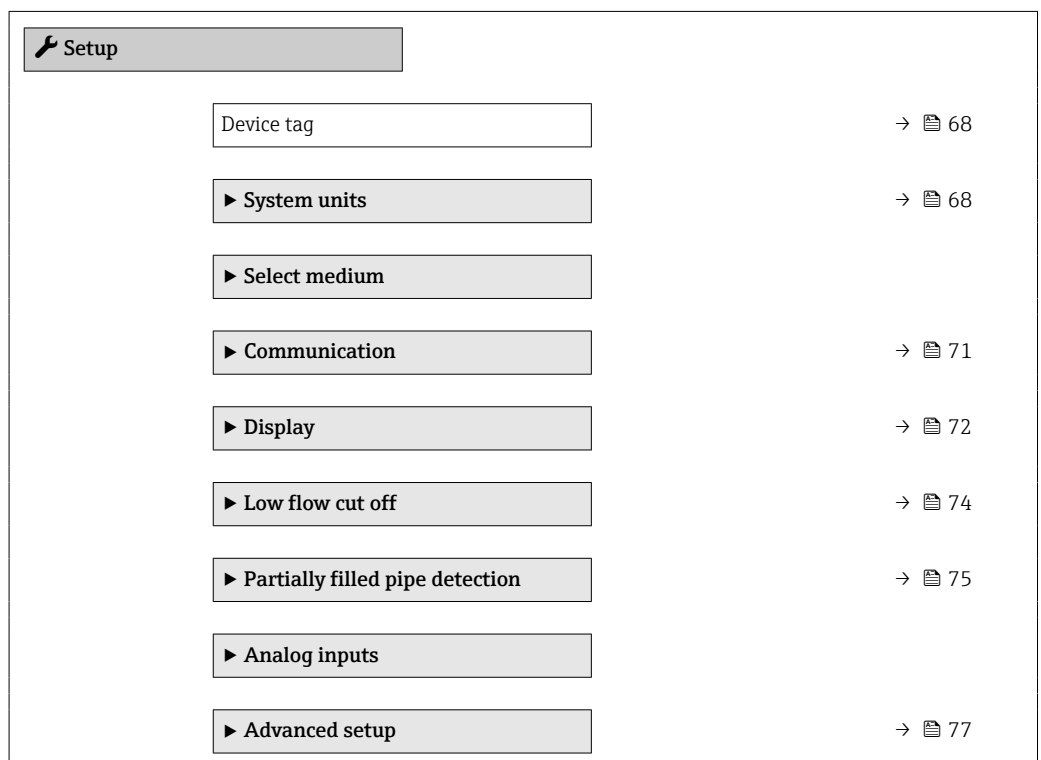 Setup
Device tag → 68
► System units → 68
► Select medium
► Communication → 71
► Display → 72
► Low flow cut off → 74
► Partially filled pipe detection → 75
► Analog inputs
► Advanced setup → 77